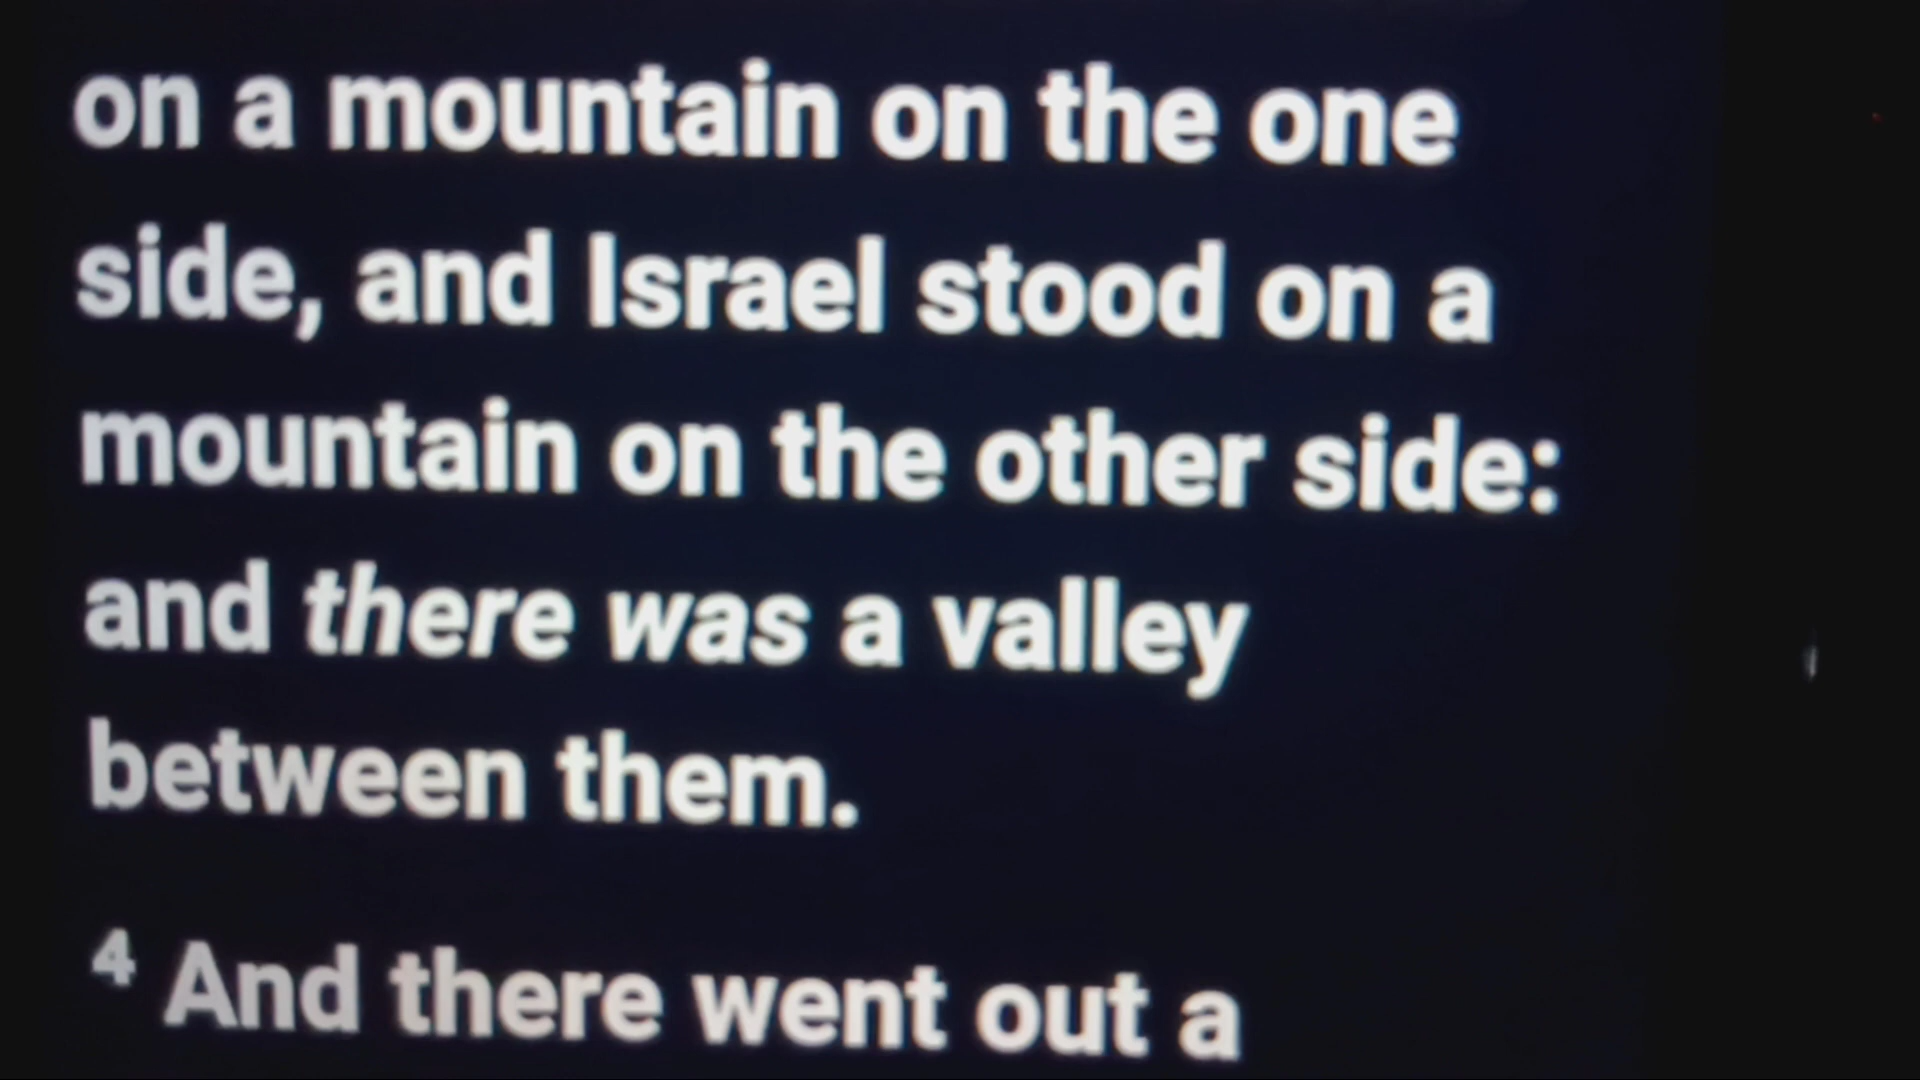 on a mountain on the one
side, and Israel stood on a
mountain on the other side:
and there was a valley
between them.
4 And there went out a